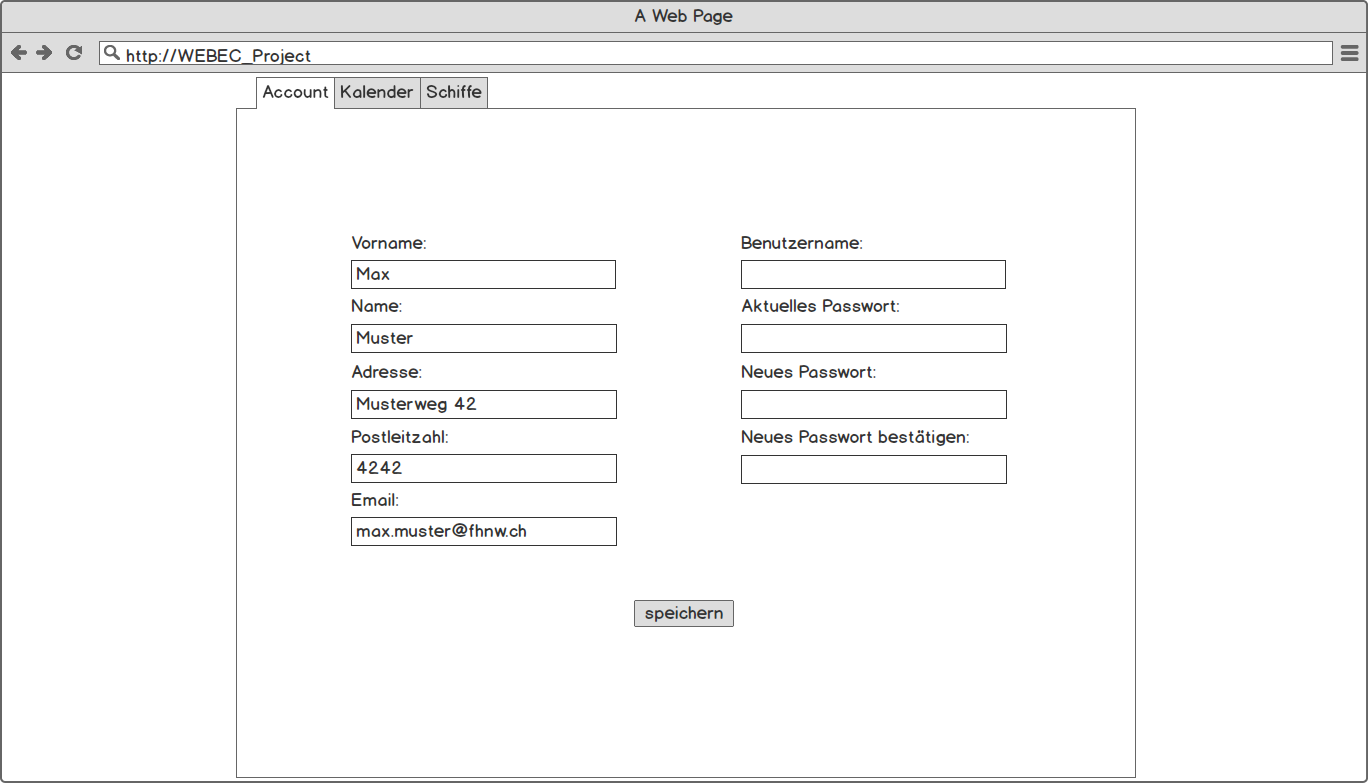 A Web Page
http://WEBEC_Project
Account Kalender Schiffe
Vorname:
Max
Name:
Muster
Adresse:
Musterweg 42
Postleitzahl:
4242
Email:
max.muster@fhnw.ch
Benutzername:
Aktuelles Passwort:
Neues Passwort:
Neues Passwort bestätigen:
speichern